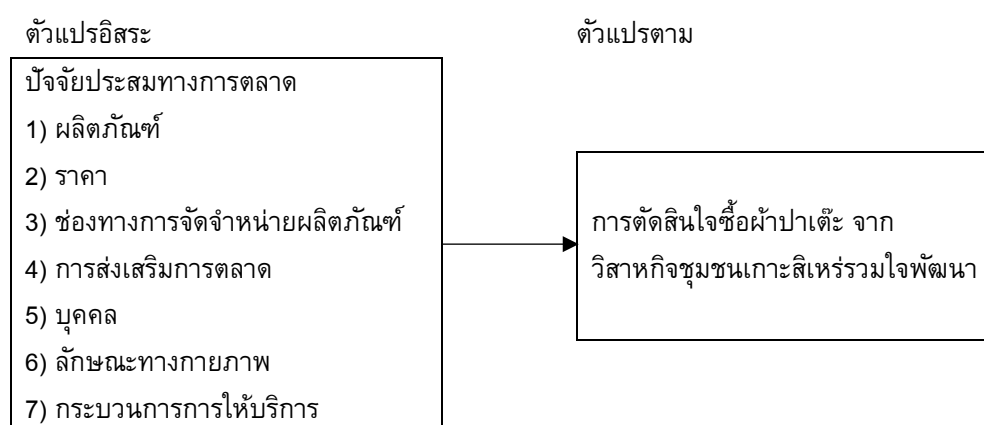 ตัวแปรอิสระ
ปัจจัยประสมทางการตลาด
1) ผลิตภัณฑ์
2) ราคา
3) ช่องทางการจัดจำหน่ายผลิตภัณฑ์
4) การส่งเสริมการตลาด
5) บุคคล
6) ลักษณะทางกายภาพ
7) กระบวนการการให้บริการ
ตัวแปรตาม
การตัดสินใจซื้อผ้าปาเต๊ะ จาก
วิสาหกิจชุมชนเกาะสิเหร่รวมใจพัฒนา